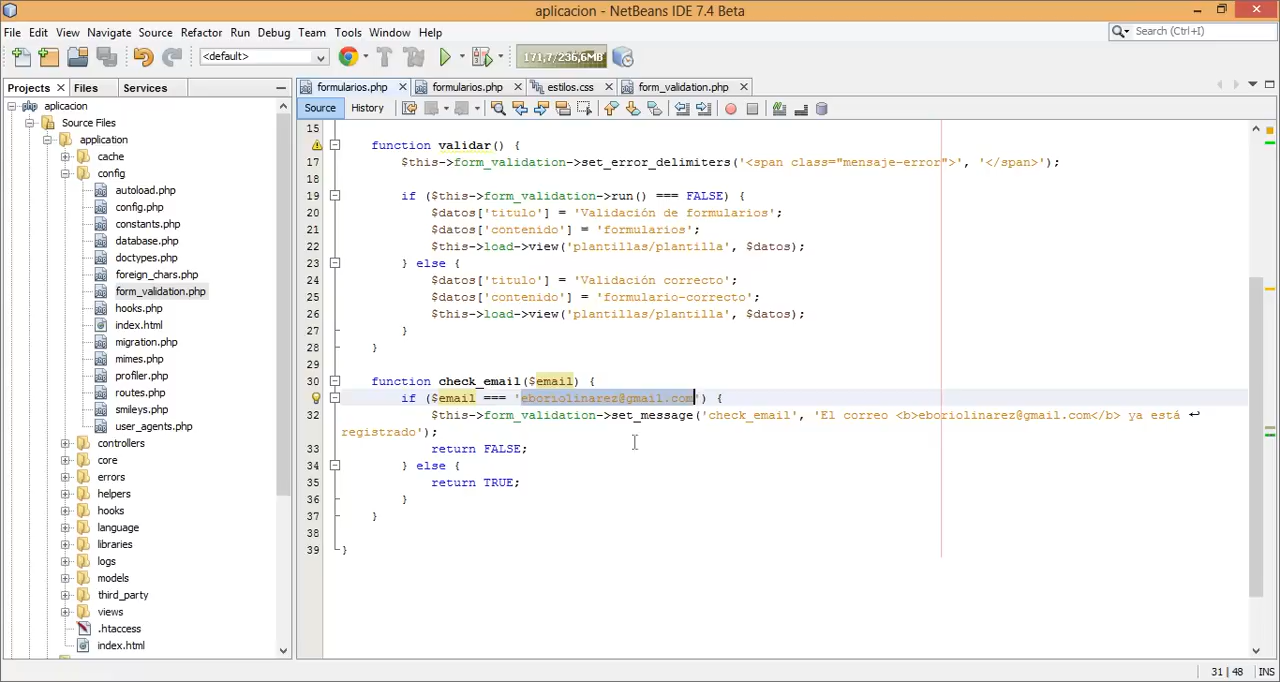 aplicacion - NetBeans IDE 7.4 Beta
File Edit View Navigate Source Refactor Run Debug Team Tools Window Help
Search (Ctrl+I)
<default>
171,7/236,6MB
Projects Files Services
formularios.php formularios.php estilos.css form_validation.php
Source History
aplicacion
Source Files
application
cache
config
autoload.php
config.php
constants.php
database.php
doctypes.php
foreign_chars.php
form_validation.php
hooks.php
index.html
migration.php
mimes.php
profiler.php
routes.php
smileys.php
user_agents.php
controllers
core
errors
helpers
hooks
language
libraries
logs
models
third_party
views
.htaccess
index.html
15
function validar() {
17 $this->form_validation->set_error_delimiters('<span class="mensaje-error">', '</span>');
18
19 if ($this->form_validation->run() === FALSE) {
20 $datos['titulo'] = 'Validación de formularios';
21 $datos['contenido'] = 'formularios';
22 $this->load->view('plantillas/plantilla', $datos);
23 } else {
24 $datos['titulo'] = 'Validación correcto';
25 $datos['contenido'] = 'formulario-correcto';
26 $this->load->view('plantillas/plantilla', $datos);
27 }
28 }
29
30 function check_email($email) {
if ($email === 'eboriolinarez@gmail.com') {
32 $this->form_validation->set_message('check_email', 'El correo <b>eboriolinarez@gmail.com</b> ya está
registrado');
33 return FALSE;
34 } else {
35 return TRUE;
36 }
37 }
38
39 }
31 | 48 INS